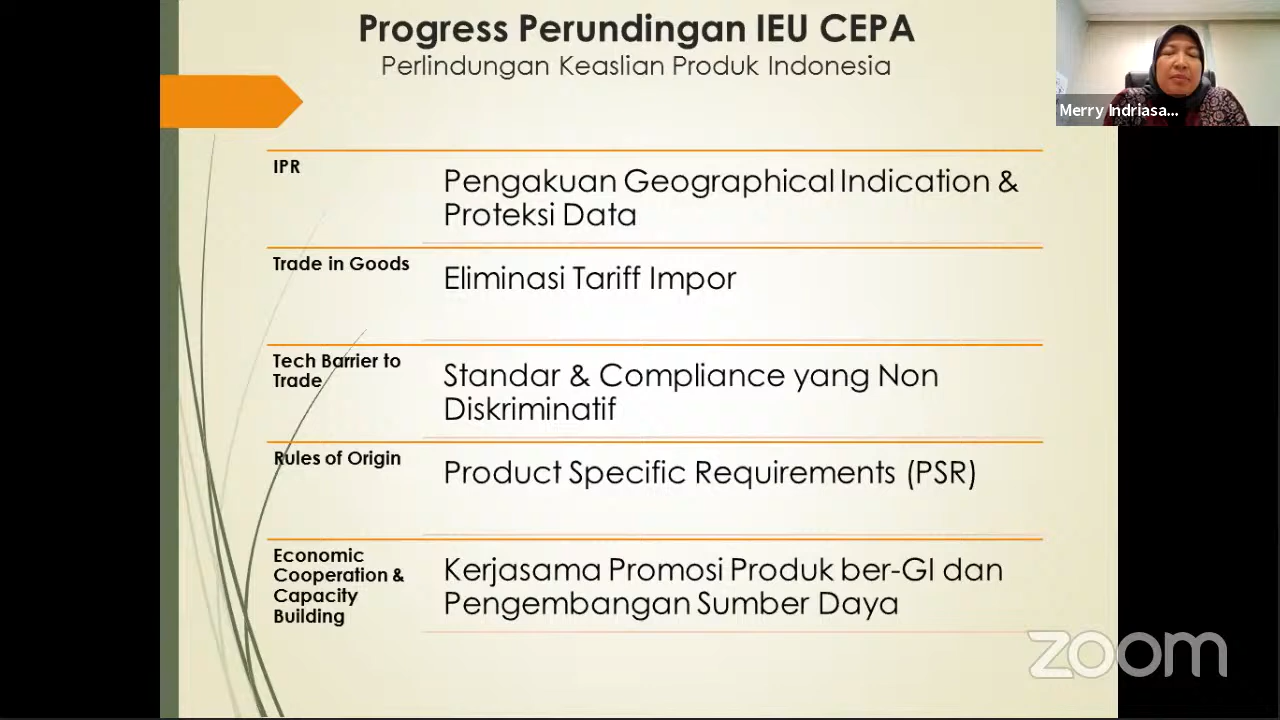 Progress Perundingan IEU CEPA
Perlindungan Keaslian Produk Indonesia
Merry Indriasa...
IPR
Pengakuan Geographical Indication &
Proteksi Data
Trade in Goods
Eliminasi Tariff Impor
Tech Barrier to
Trade
Standar & Compliance yang Non
Diskriminatif
Rules of Origin
Product Specific Requirements (PSR)
Economic
Cooperation &
Capacity
Building
Kerjasama Promosi Produk ber-GI dan
Pengembangan Sumber Daya
zoom